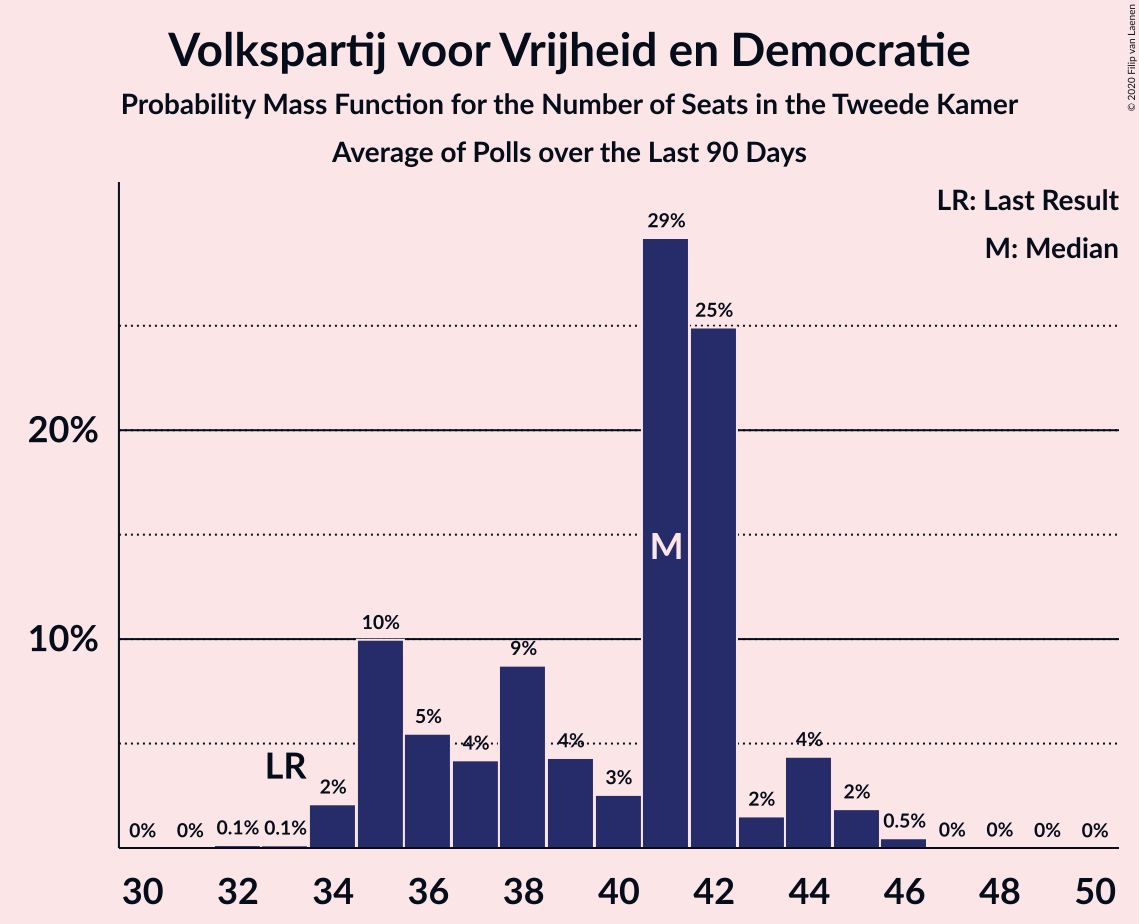 Volkspartij voor Vrijheid en Democratie
Probability Mass Function for the Number of Seats in the Tweede Kamer
Average of Polls over the Last 90 Days
© 2020 Filip van Laenen
LR: Last Result
M: Median
20%
10%
0%
0%
0.1%
0.1%
LR
2%
10%
5%
4%
9%
4%
3%
29%
M
25%
2%
4%
2%
0.5%
0%
0%
0%
0%
30 32 34 36 38 40 42 44 46 48 50